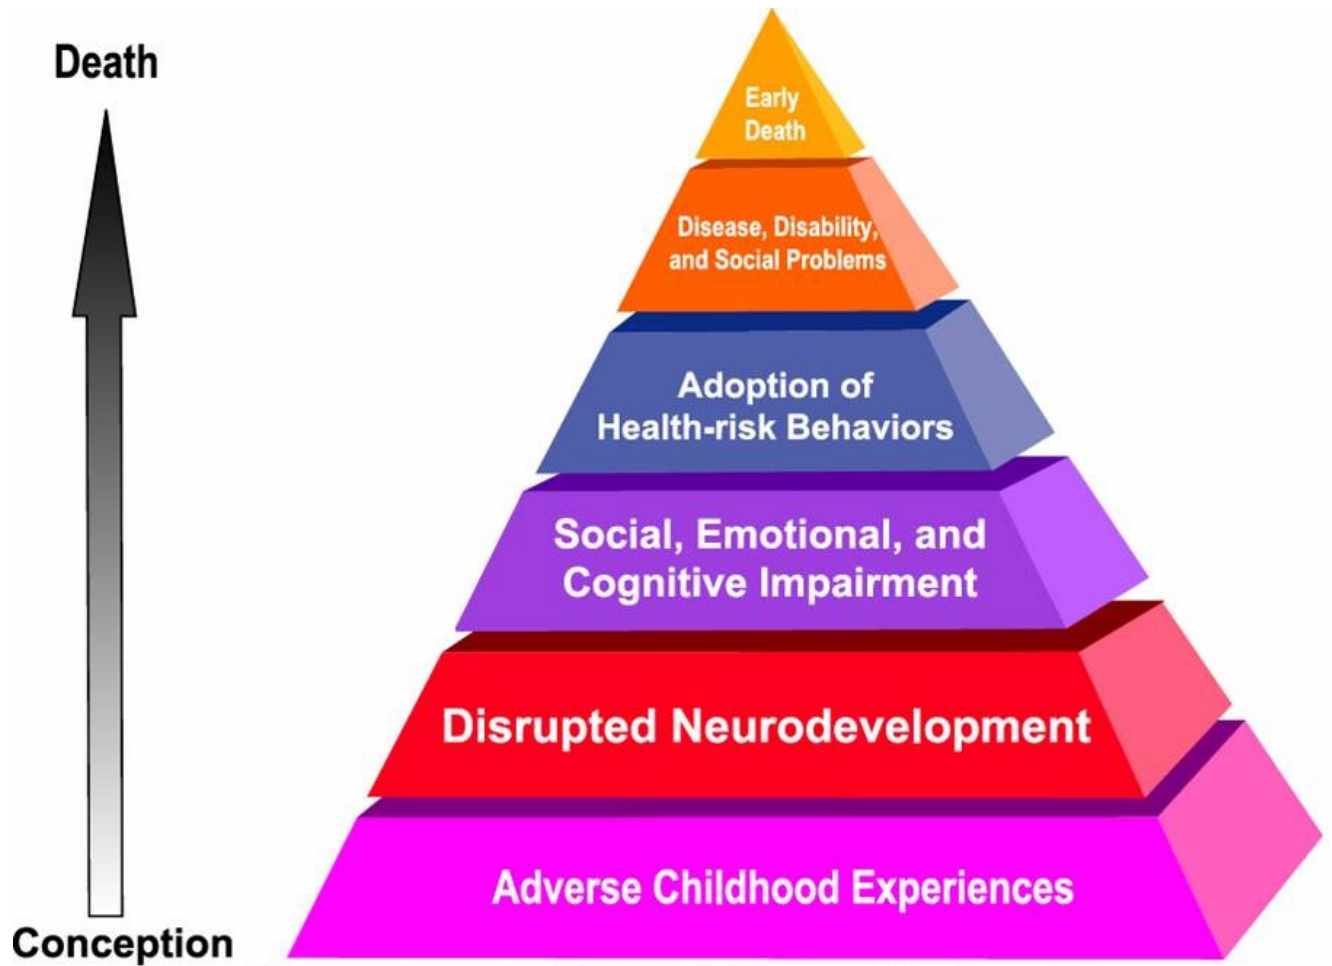 Death
Early
Death
Disease, Disability,
and Social Problems
Adoption of
Health-risk Behaviors
Social, Emotional, and
Cognitive Impairment
Disrupted Neurodevelopment
Adverse Childhood Experiences
Conception